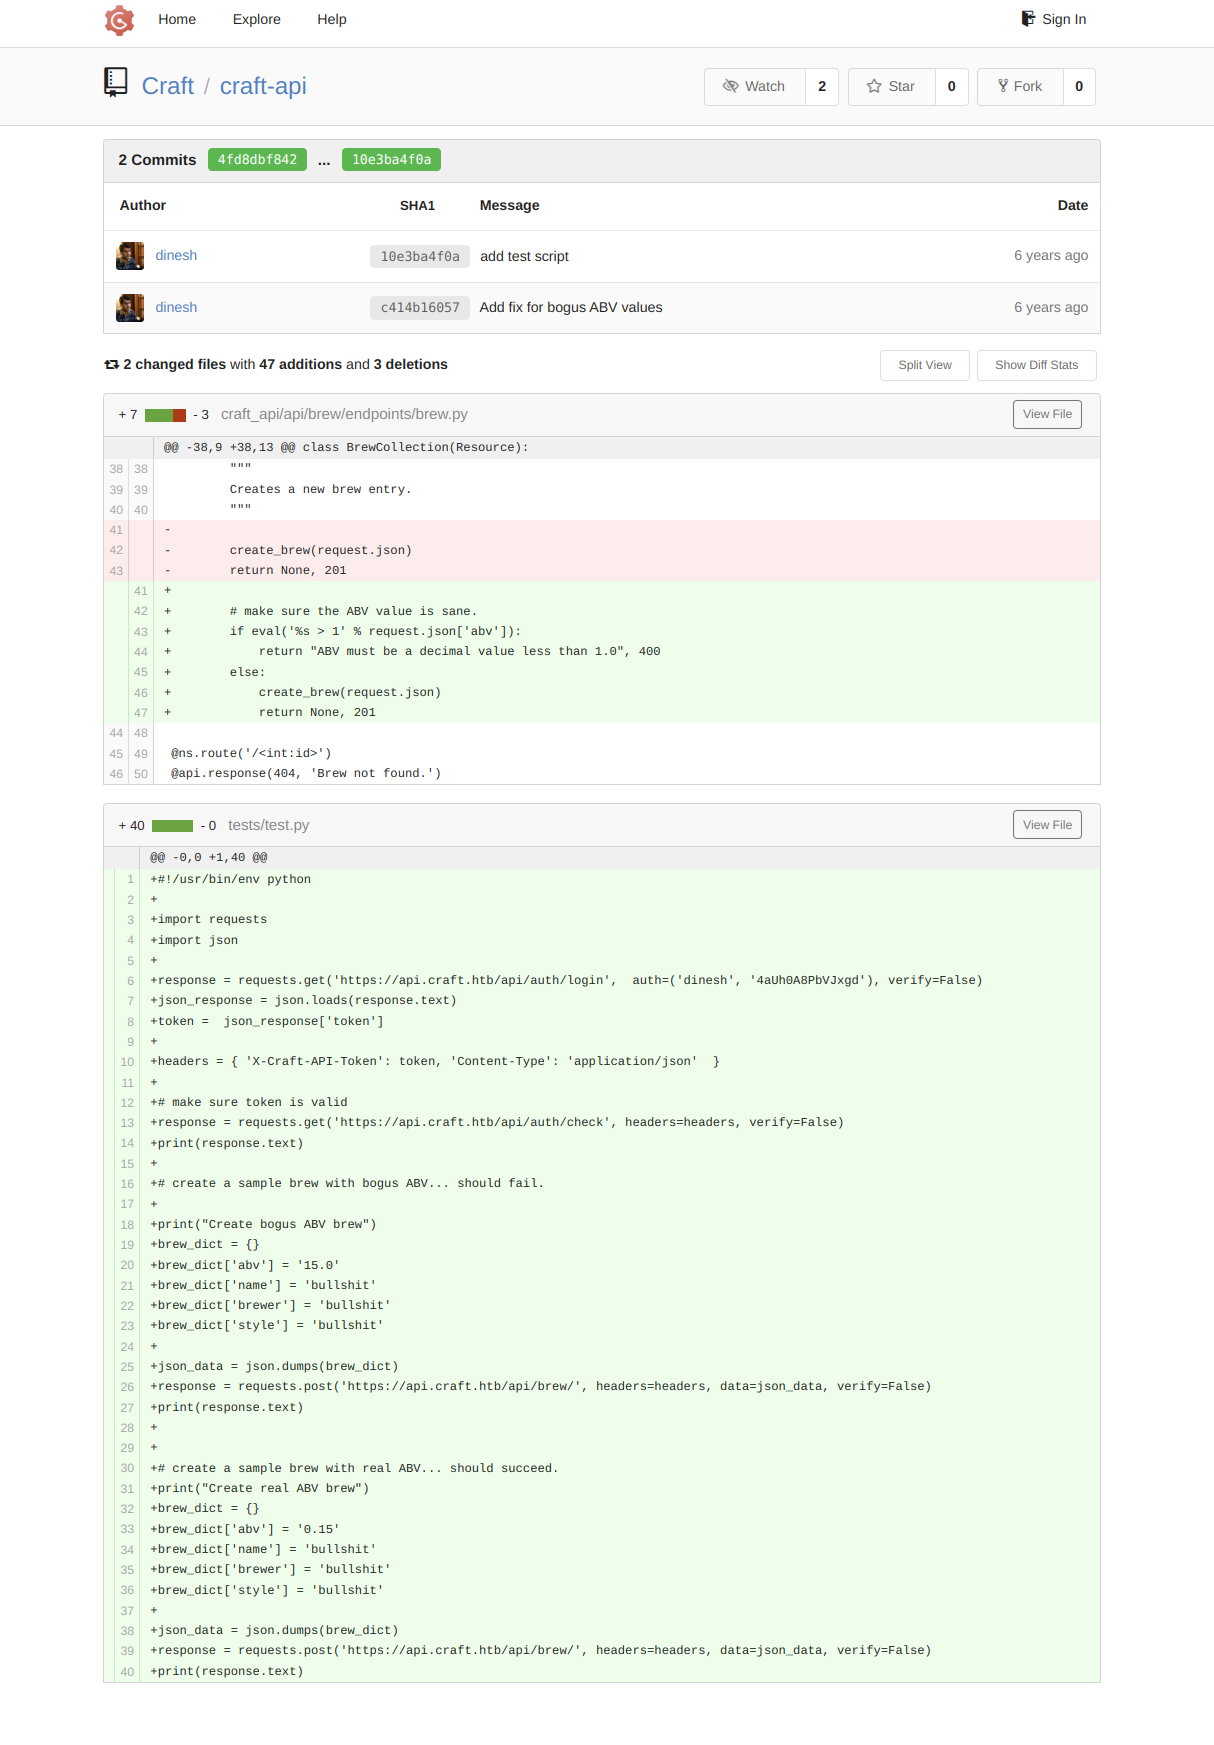 Home Explore Help Sign In
Craft / craft-api Watch 2 Star 0 Fork 0
2 Commits 4fd8dbf842 ... 10e3ba4f0a
Author SHA1 Message Date
dinesh 10e3ba4f0a add test script 6 years ago
dinesh c414b16057 Add fix for bogus ABV values 6 years ago
2 changed files with 47 additions and 3 deletions Split View Show Diff Stats
+ 7 - 3 craft_api/api/brew/endpoints/brew.py View File
@@ -38,9 +38,13 @@ class BrewCollection(Resource):
38 38         """
39 39         Creates a new brew entry.
40 40         """
41 -
42 -        create_brew(request.json)
43 -        return None, 201
41 +
42 +        # make sure the ABV value is sane.
43 +        if eval('%s > 1' % request.json['abv']):
44 +            return "ABV must be a decimal value less than 1.0", 400
45 +        else:
46 +            create_brew(request.json)
47 +            return None, 201
44 48
45 49 @ns.route('/<int:id>')
46 50 @api.response(404, 'Brew not found.')
+ 40 - 0 tests/test.py View File
@@ -0,0 +1,40 @@
1 +#!/usr/bin/env python
2 +
3 +import requests
4 +import json
5 +
6 +response = requests.get('https://api.craft.htb/api/auth/login',  auth=('dinesh', '4aUh0A8PbVJxgd'), verify=False)
7 +json_response = json.loads(response.text)
8 +token =  json_response['token']
9 +
10 +headers = { 'X-Craft-API-Token': token, 'Content-Type': 'application/json'  }
11 +
12 +# make sure token is valid
13 +response = requests.get('https://api.craft.htb/api/auth/check', headers=headers, verify=False)
14 +print(response.text)
15 +
16 +# create a sample brew with bogus ABV... should fail.
17 +
18 +print("Create bogus ABV brew")
19 +brew_dict = {}
20 +brew_dict['abv'] = '15.0'
21 +brew_dict['name'] = 'bullshit'
22 +brew_dict['brewer'] = 'bullshit'
23 +brew_dict['style'] = 'bullshit'
24 +
25 +json_data = json.dumps(brew_dict)
26 +response = requests.post('https://api.craft.htb/api/brew/', headers=headers, data=json_data, verify=False)
27 +print(response.text)
28 +
29 +
30 +# create a sample brew with real ABV... should succeed.
31 +print("Create real ABV brew")
32 +brew_dict = {}
33 +brew_dict['abv'] = '0.15'
34 +brew_dict['name'] = 'bullshit'
35 +brew_dict['brewer'] = 'bullshit'
36 +brew_dict['style'] = 'bullshit'
37 +
38 +json_data = json.dumps(brew_dict)
39 +response = requests.post('https://api.craft.htb/api/brew/', headers=headers, data=json_data, verify=False)
40 +print(response.text)